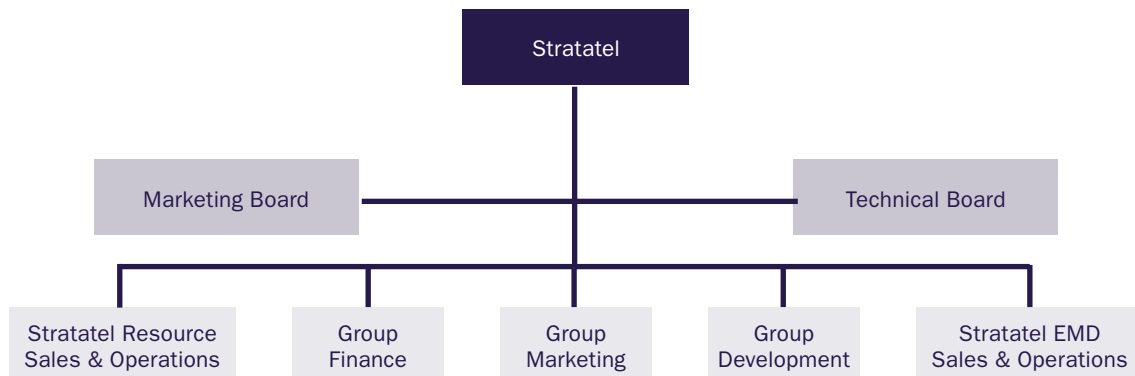 Stratatel
Marketing Board
Technical Board
Stratatel Resource
Sales & Operations
Group
Finance
Group
Marketing
Group
Development
Stratatel EMD
Sales & Operations